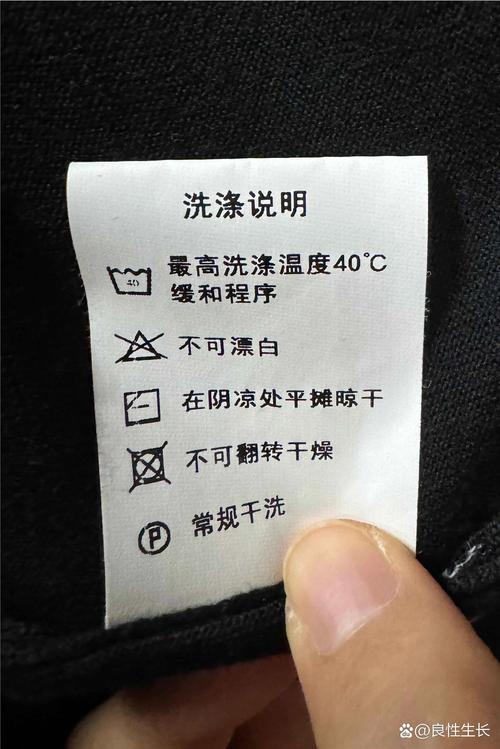 洗涤说明
40
最高洗涤温度40℃
缓和程序
不可漂白
在阴凉处平摊晾干
不可翻转干燥
P
常规干洗
Bai @良性生长